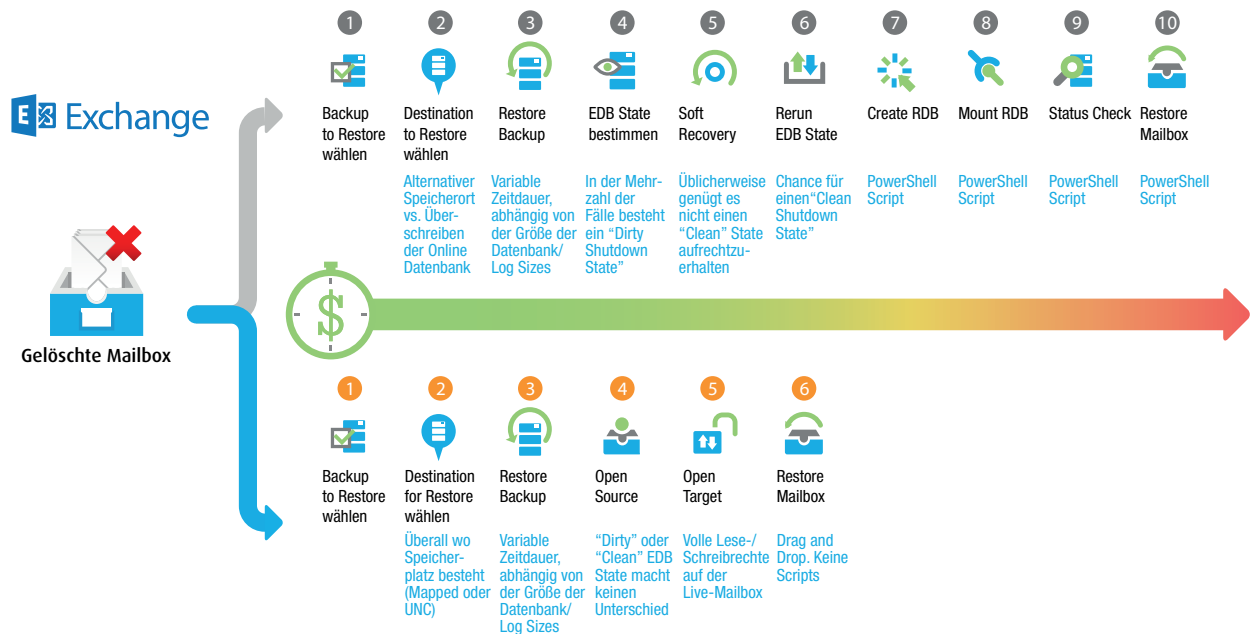 1
2
3
4
5
6
7
8
9
10
E Exchange
Backup
to Restore
wählen
Destination
to Restore
wählen
Alternativer
Speicherort
vs. Über-
schreiben
der Online
Datenbank
Restore
Backup
Variable
Zeitdauer,
abhängig von
der Größe der
Datenbank/
Log Sizes
EDB State
bestimmen
In der Mehr-
zahl der
Fälle besteht
ein “Dirty
Shutdown
State”
Soft
Recovery
Üblicherweise
genügt es
nicht einen
“Clean” State
aufrechtzu-
erhalten
Rerun
EDB State
Chance für
einen“Clean
Shutdown
State”
Create RDB
PowerShell
Script
Mount RDB
PowerShell
Script
Status Check
PowerShell
Script
Restore
Mailbox
PowerShell
Script
Gelöschte Mailbox
$
1
2
3
4
5
6
Backup
to Restore
wählen
Destination
for Restore
wählen
Überall wo
Speicher-
platz besteht
(Mapped oder
UNC)
Restore
Backup
Variable
Zeitdauer,
abhängig von
der Größe der
Datenbank/
Log Sizes
Open
Source
“Dirty” oder
“Clean” EDB
State macht
keinen
Unterschied
Open
Target
Volle Lese-/
Schreibrechte
auf der
Live-Mailbox
Restore
Mailbox
Drag and
Drop. Keine
Scripts